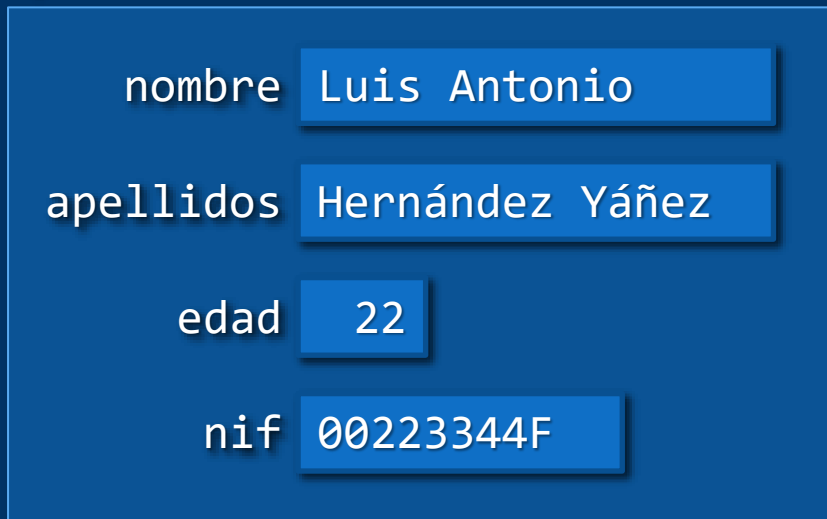 nombre Luis Antonio
apellidos Hernández Yáñez
edad 22
nif 00223344F